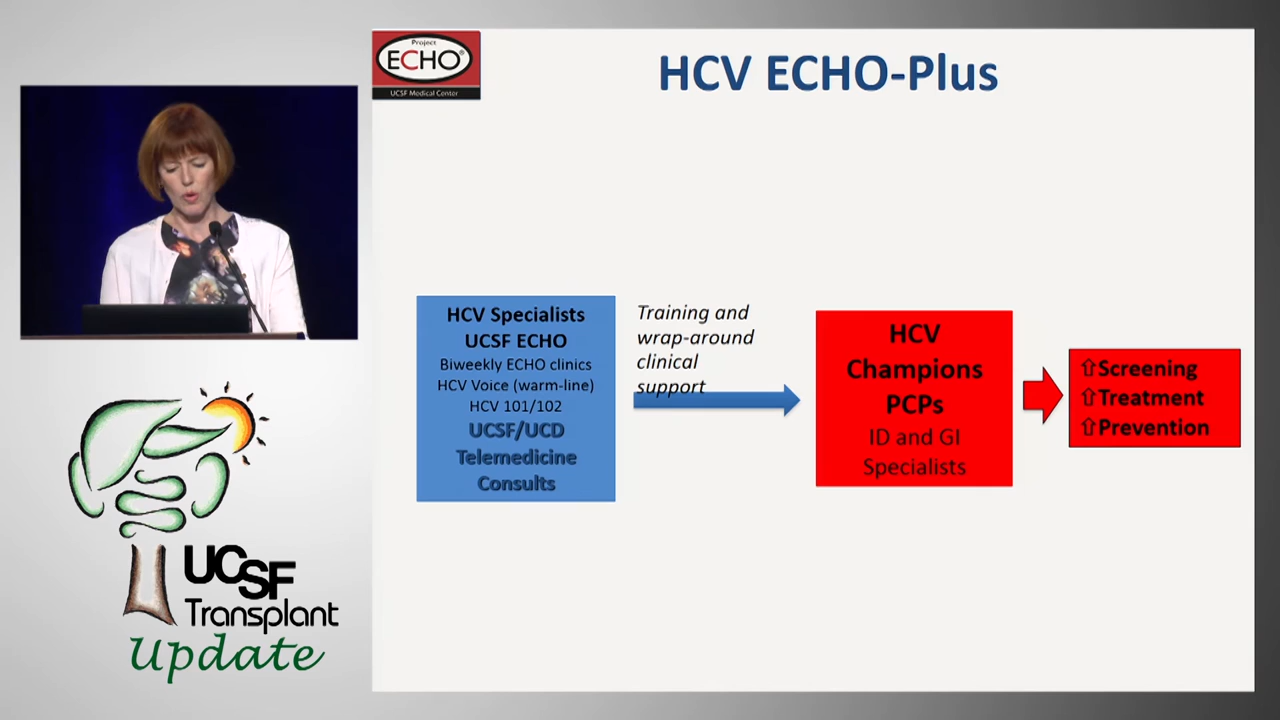 Project
ECHO®
UCSF Medical Center
HCV ECHO-Plus
HCV Specialists
UCSF ECHO
Biweekly ECHO clinics
HCV Voice (warm-line)
HCV 101/102
UCSF/UCD
Telemedicine
Consults
Training and
wrap-around
clinical
support
HCV
Champions
PCPs
ID and GI
Specialists
⇧Screening
⇧Treatment
⇧Prevention
UCSF
Transplant
Update